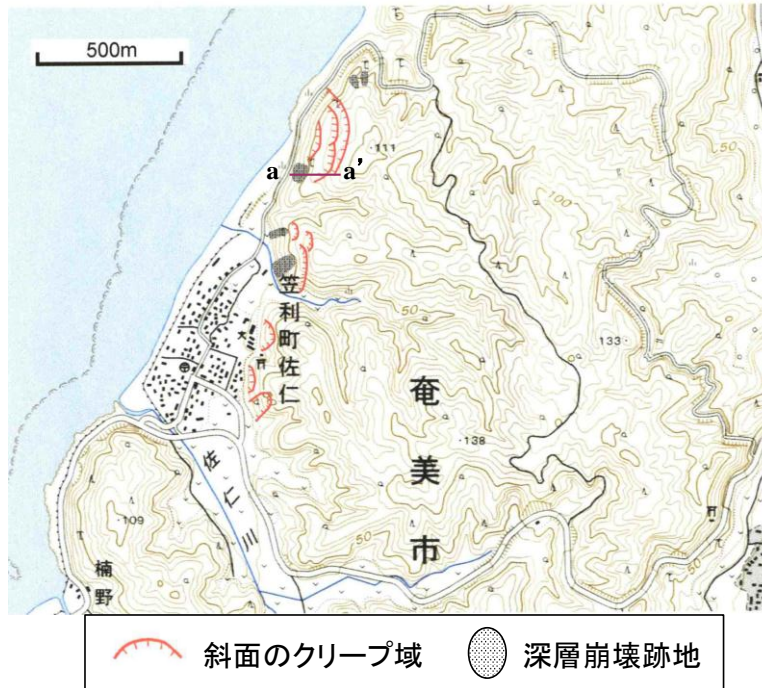 500m
50
111
a
a'
100
笠利町佐仁
50
133
奄美市
138
佐仁川
109
50
50
楠野
斜面のクリープ域
深層崩壊跡地